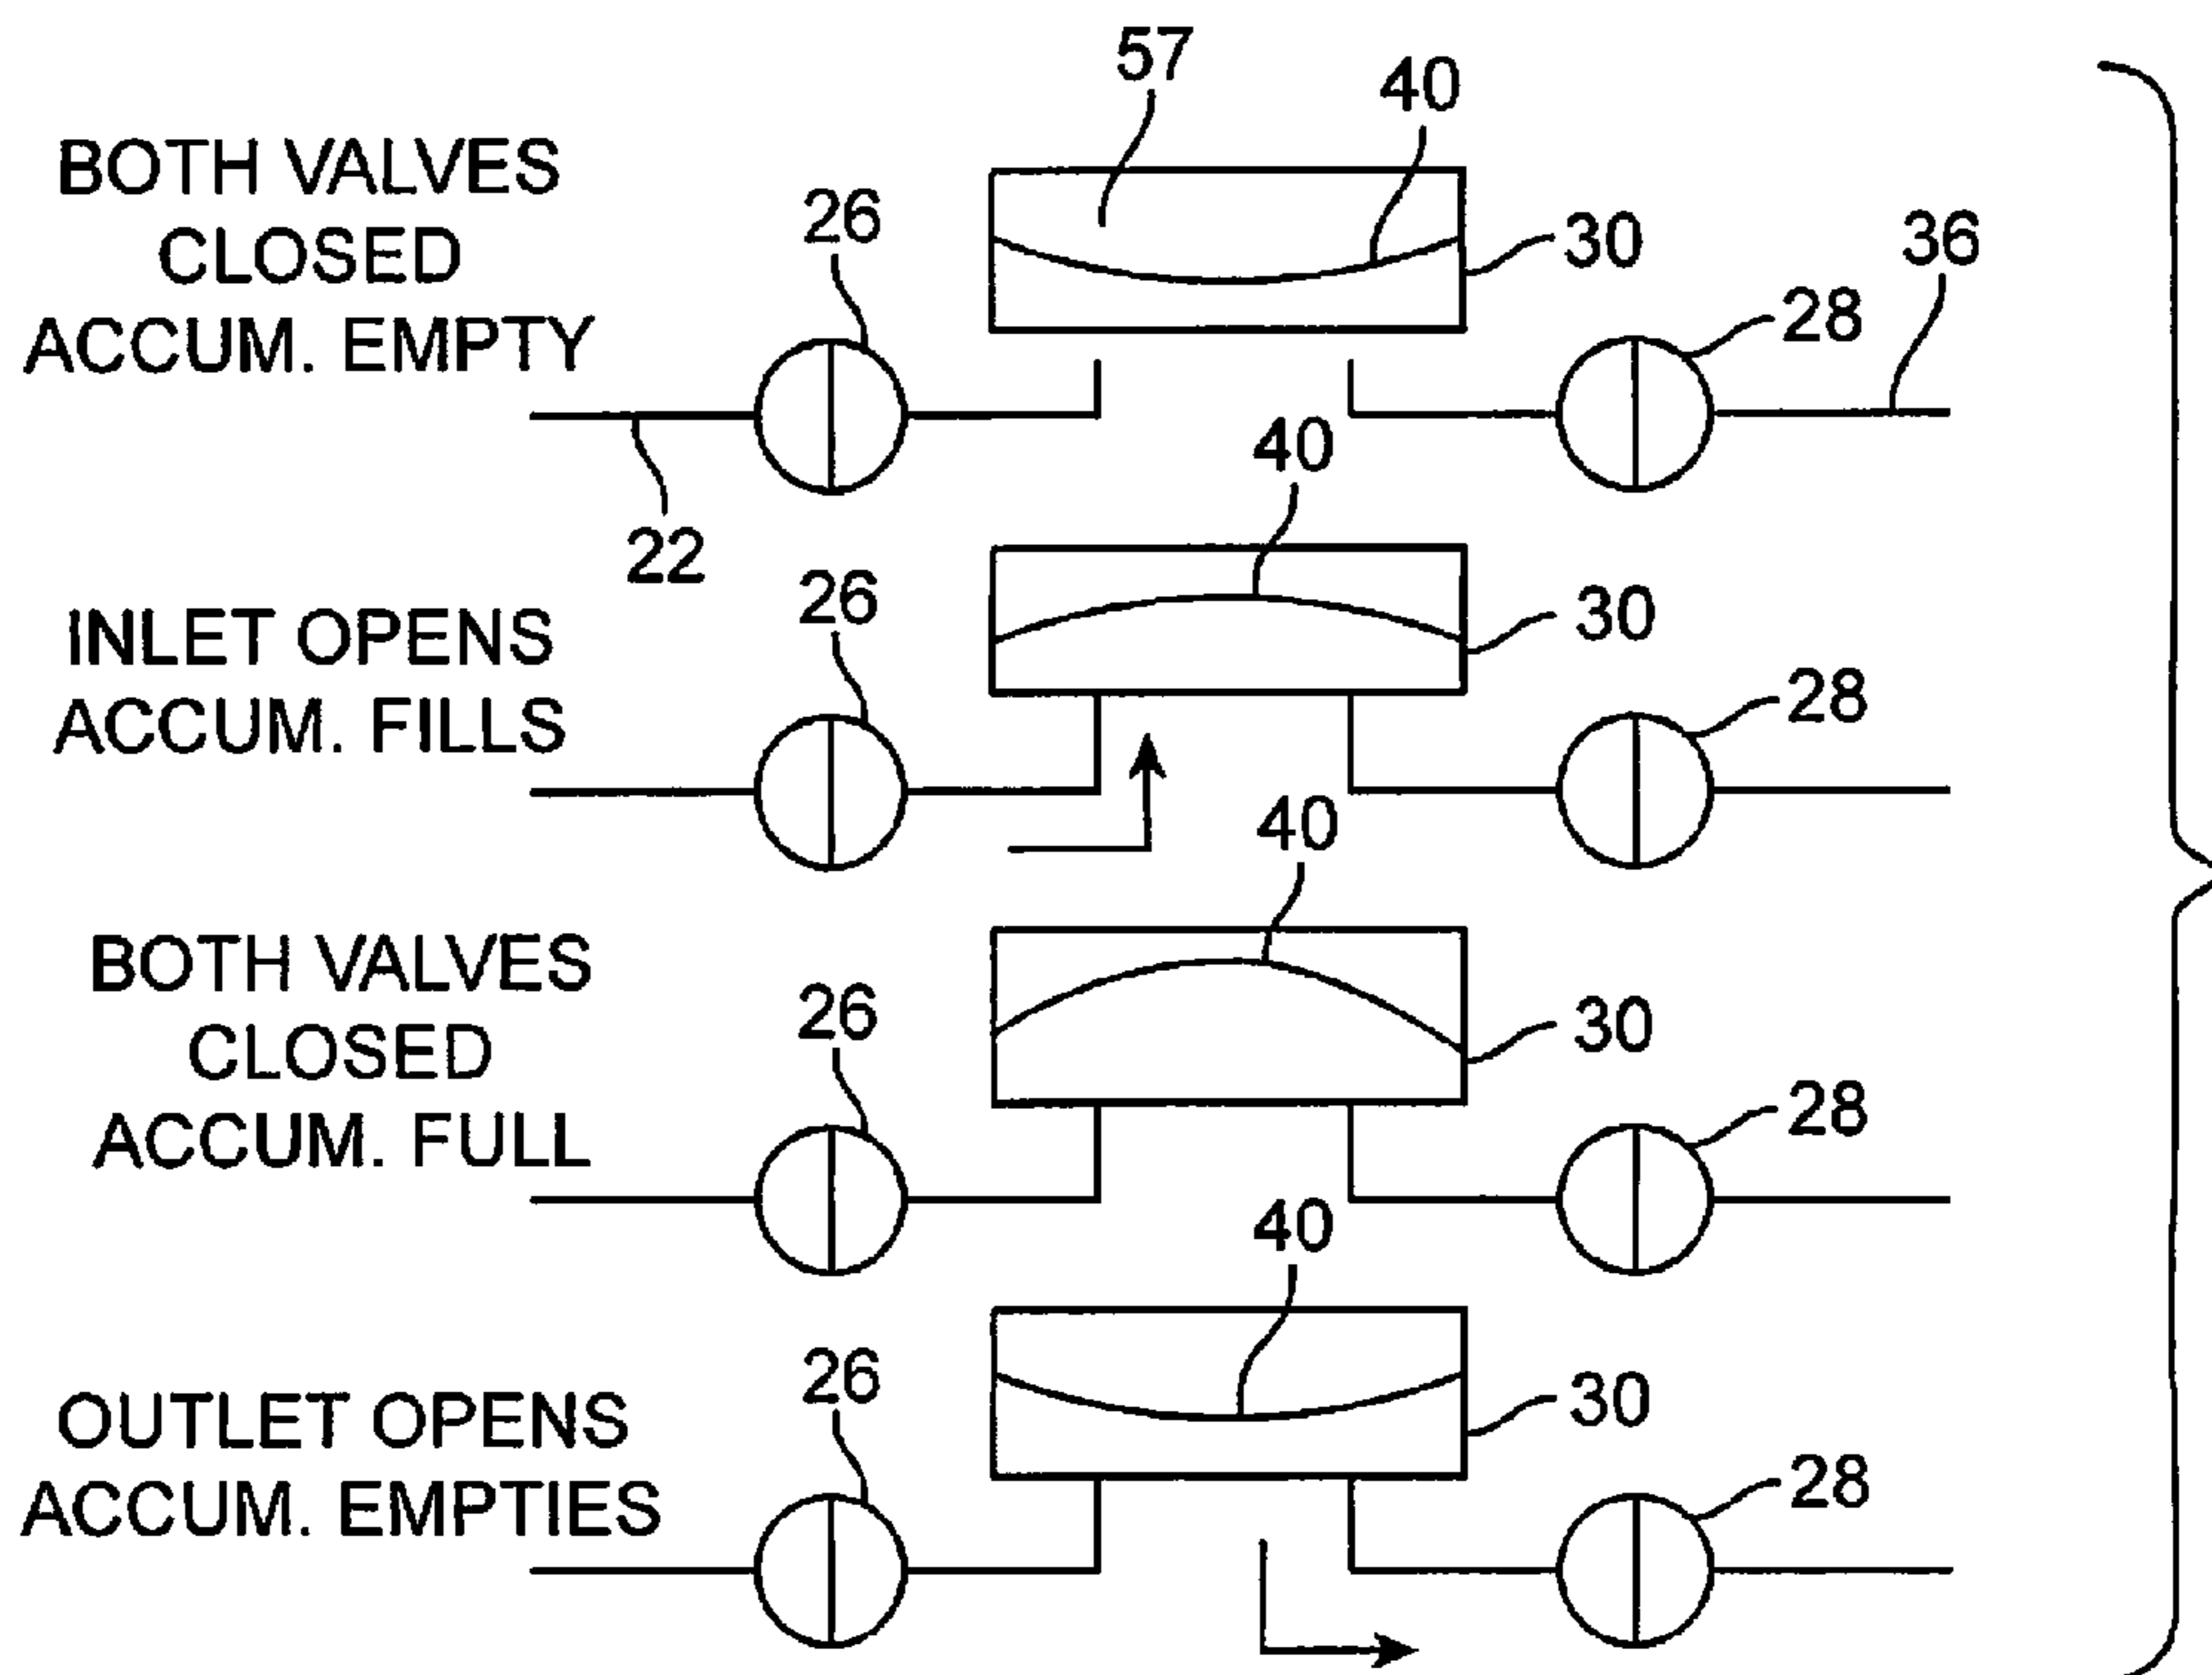 57
40
BOTH VALVES
CLOSED
ACCUM. EMPTY
26
30
36
28
22
40
INLET OPENS
ACCUM. FILLS
26
30
28
40
BOTH VALVES
CLOSED
ACCUM. FULL
26
30
28
40
OUTLET OPENS
ACCUM. EMPTIES
26
30
28